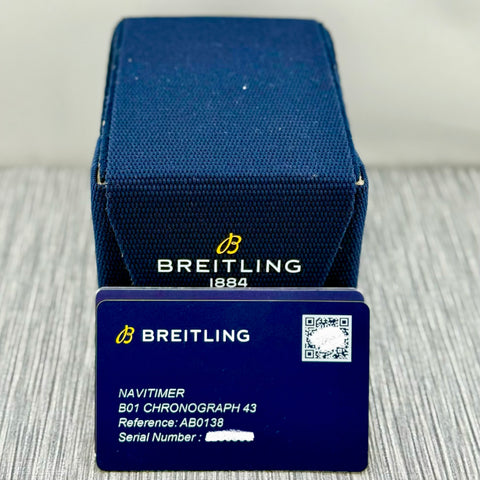 BREITLING
1884
BREITLING
NAVITIMER
B01 CHRONOGRAPH 43
Reference: AB0138
Serial Number :